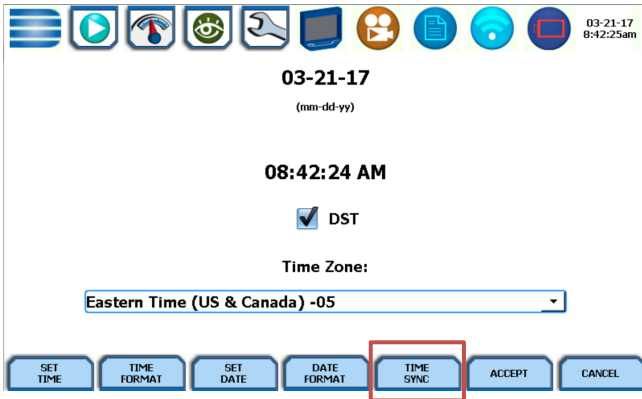 03-21-17
8:42:25am
03-21-17
(mm-dd-yy)
08:42:24 AM
DST
Time Zone:
Eastern Time (US & Canada) -05
SET
TIME
TIME
FORMAT
SET
DATE
DATE
FORMAT
TIME
SYNC
ACCEPT
CANCEL